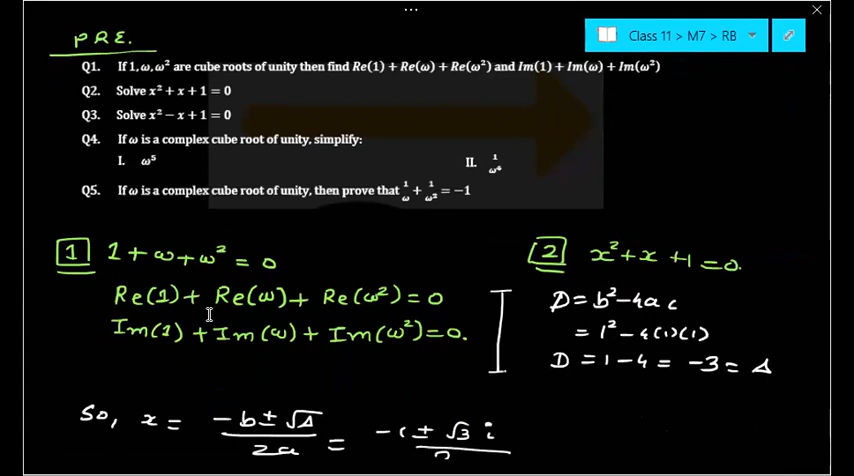 PRE.
Class 11 > M7 > RB
Q1. If 1, ω, ω² are cube roots of unity then find Re(1) + Re(ω) + Re(ω²) and Im(1) + Im(ω) + Im(ω²)
Q2. Solve x² + x + 1 = 0
Q3. Solve x² − x + 1 = 0
Q4. If ω is a complex cube root of unity, simplify:
I. ω⁵ II. 1/ω⁶
Q5. If ω is a complex cube root of unity, then prove that 1/ω + 1/ω² = −1
1 1 + ω + ω² = 0
Re(1) + Re(ω) + Re(ω²) = 0
Im(1) + Im(ω) + Im(ω²) = 0.
2 x² + x + 1 = 0.
D = b² − 4ac
= 1² − 4(1)(1)
D = 1 − 4 = −3 = Δ
So, x = (−b ± √Δ)/2a = (−1 ± √3 i)/2